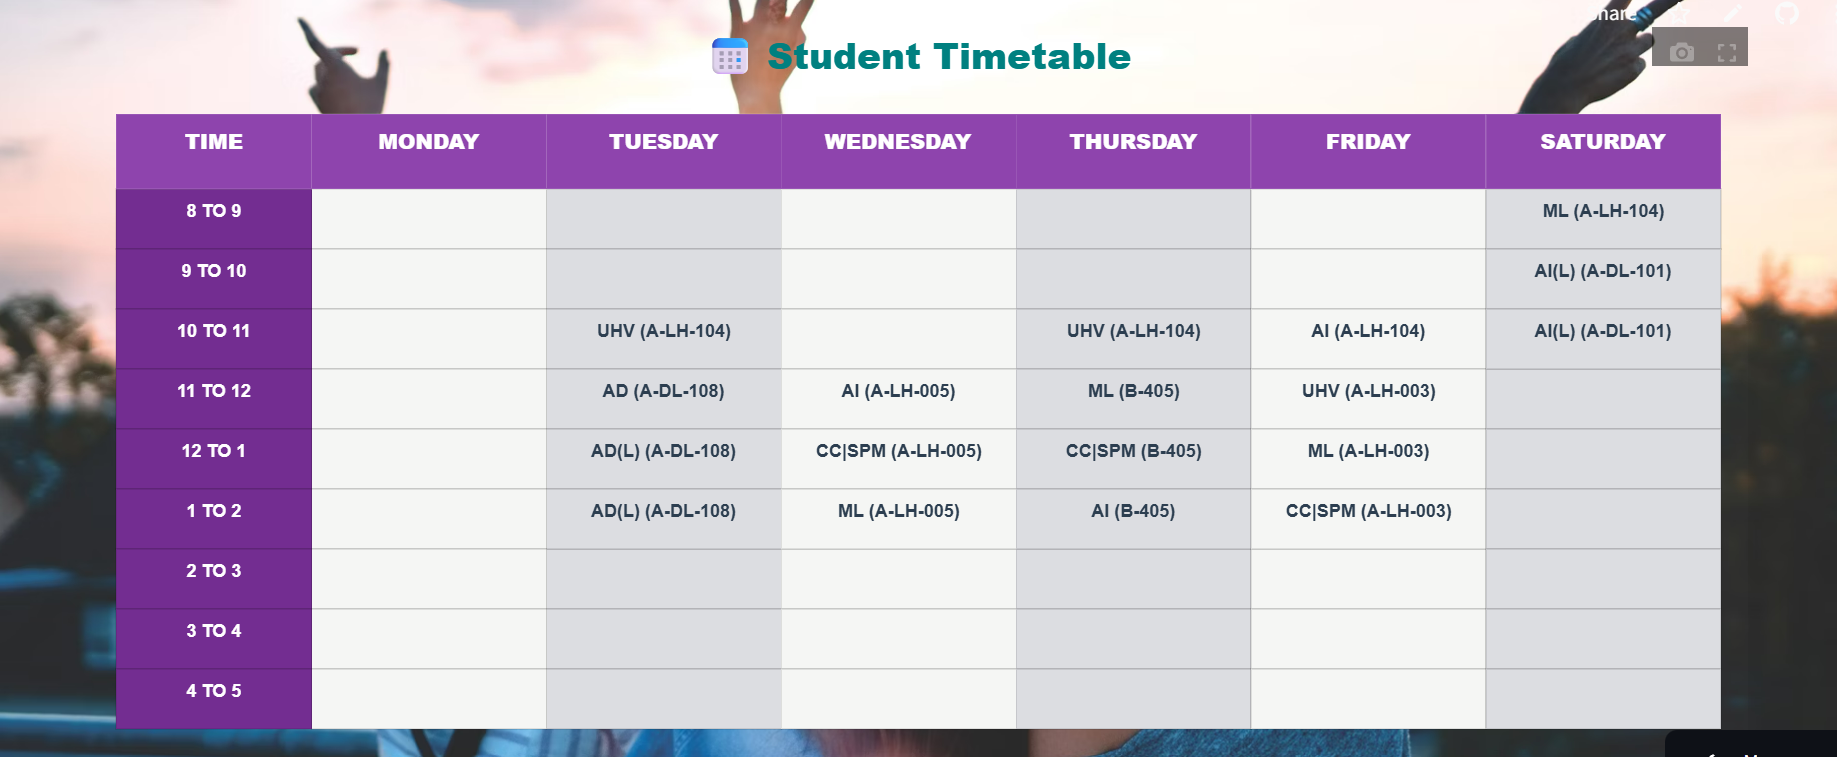 Share
Student Timetable
TIME MONDAY TUESDAY WEDNESDAY THURSDAY FRIDAY SATURDAY
8 TO 9 ML (A-LH-104)
9 TO 10 AI(L) (A-DL-101)
10 TO 11 UHV (A-LH-104) UHV (A-LH-104) AI (A-LH-104) AI(L) (A-DL-101)
11 TO 12 AD (A-DL-108) AI (A-LH-005) ML (B-405) UHV (A-LH-003)
12 TO 1 AD(L) (A-DL-108) CC|SPM (A-LH-005) CC|SPM (B-405) ML (A-LH-003)
1 TO 2 AD(L) (A-DL-108) ML (A-LH-005) AI (B-405) CC|SPM (A-LH-003)
2 TO 3
3 TO 4
4 TO 5